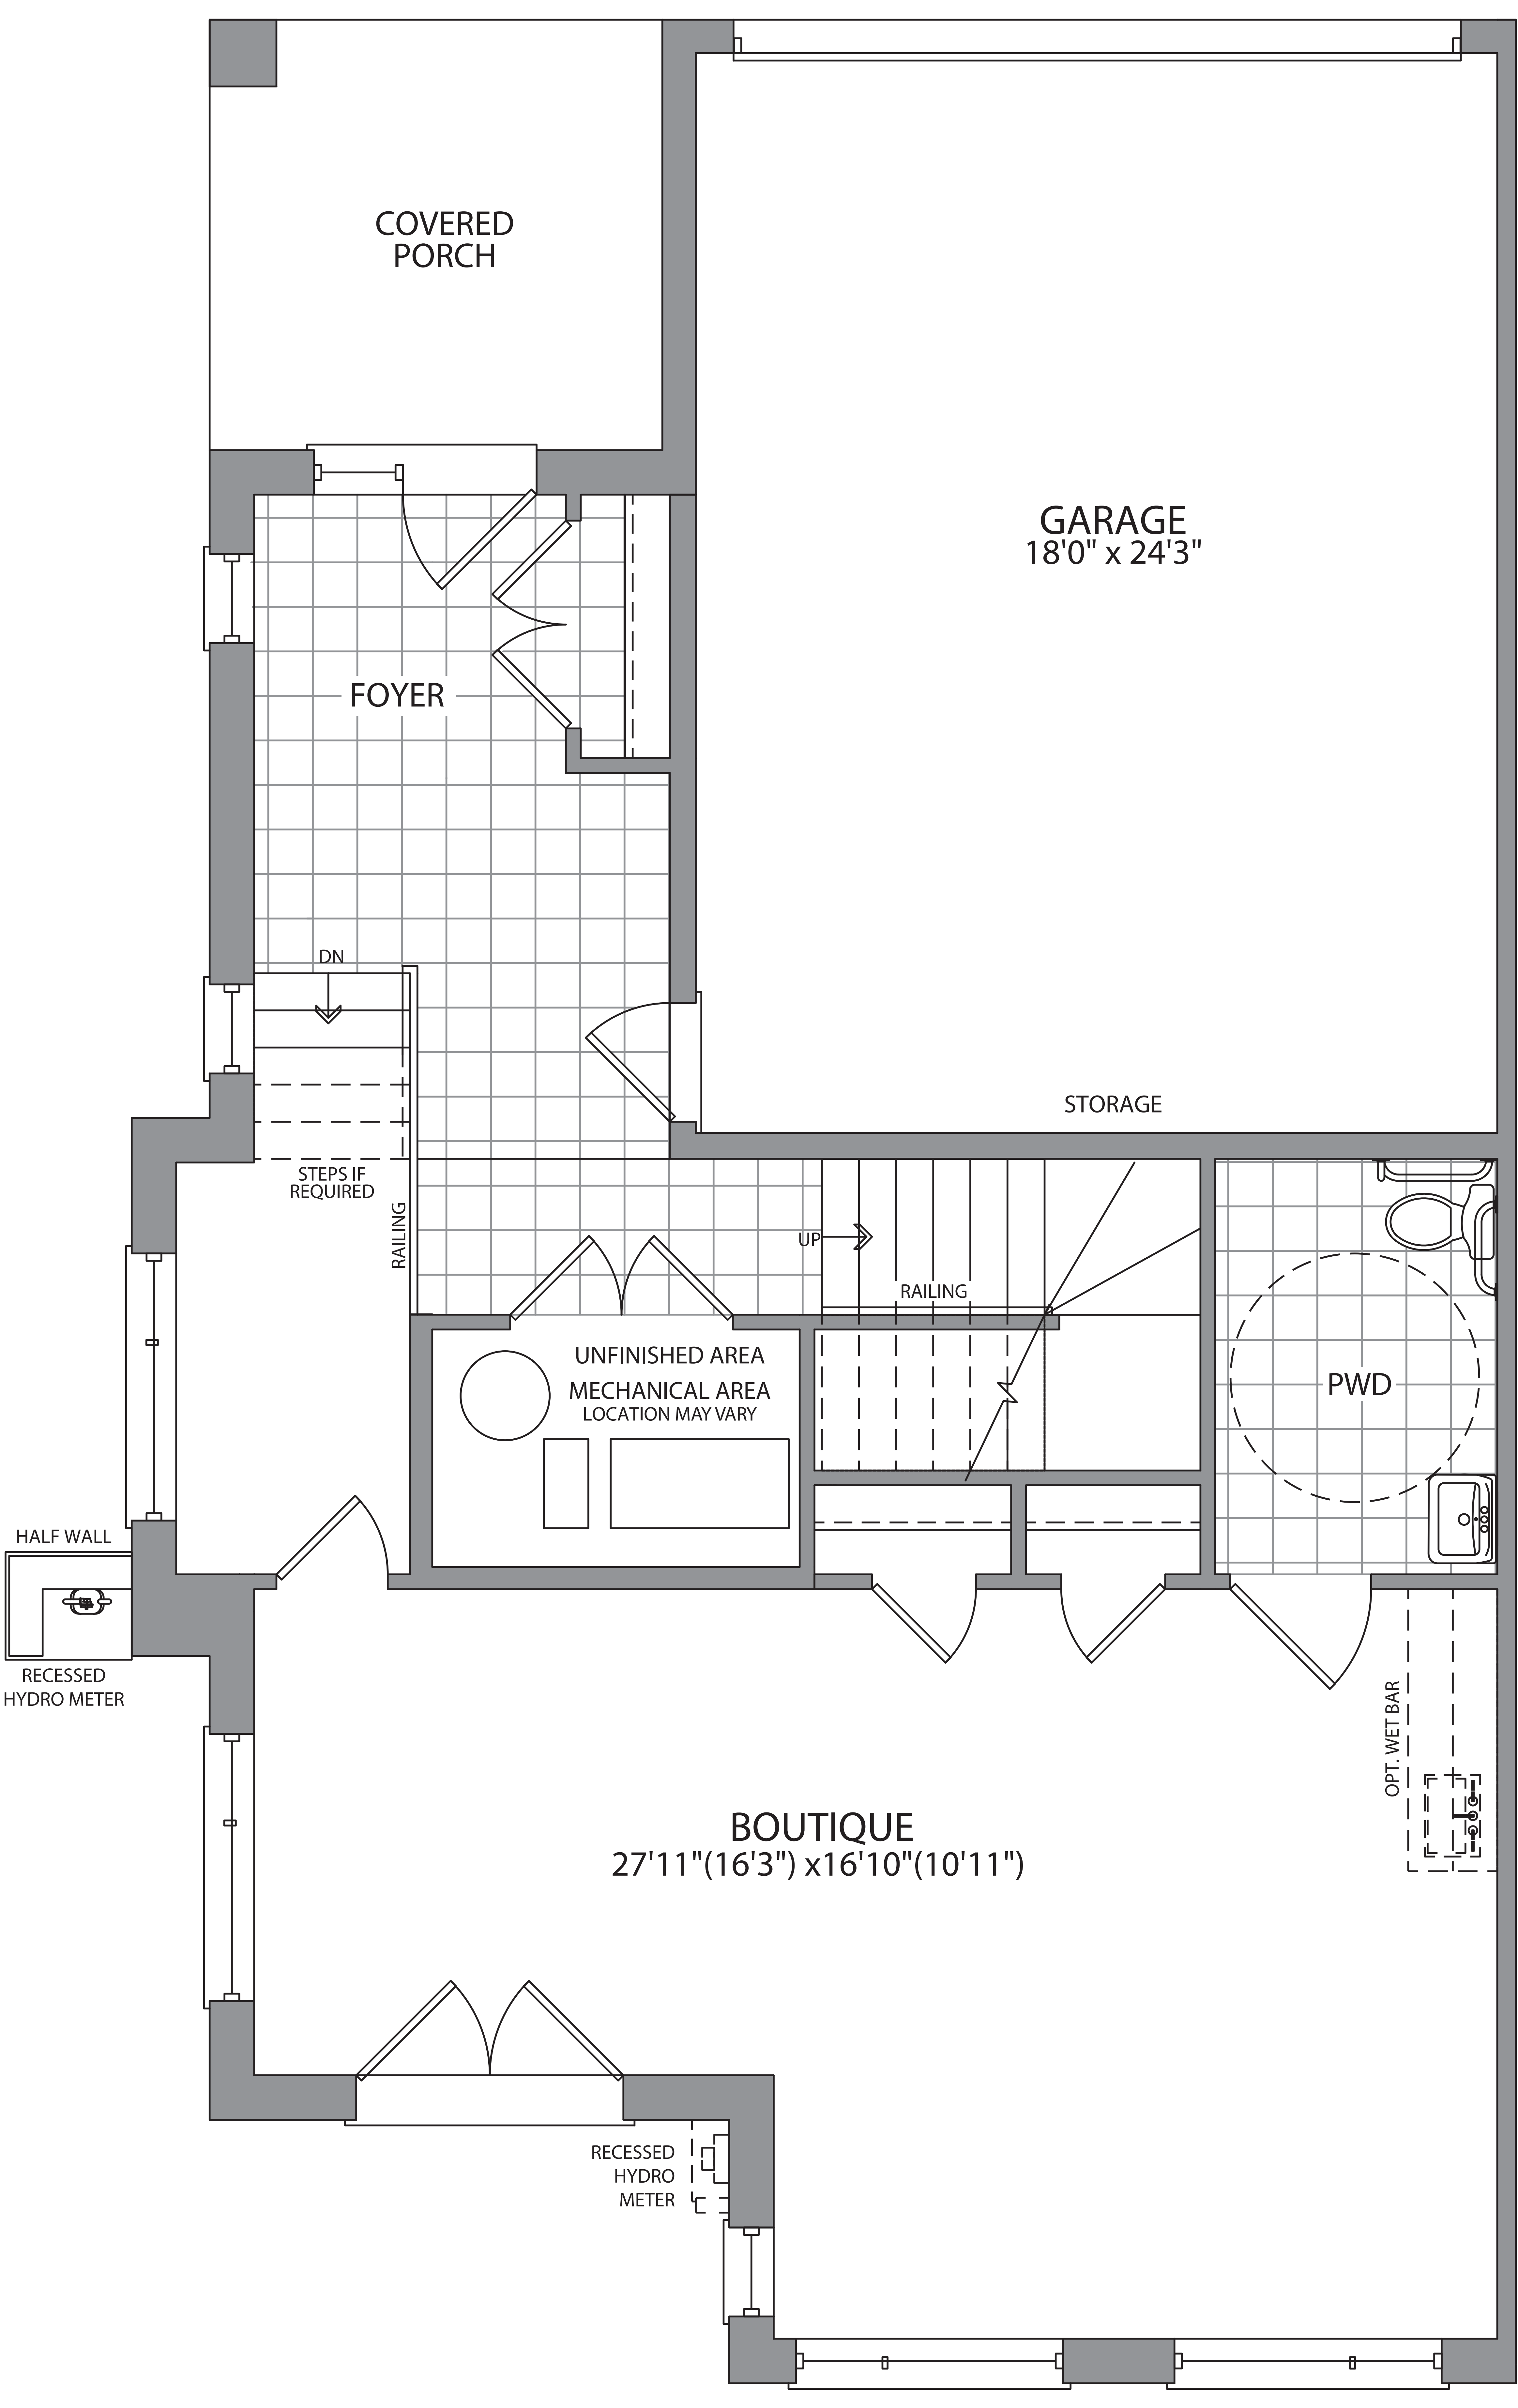 COVERED
PORCH
GARAGE
18'0" x 24'3"
FOYER
DN
STORAGE
STEPS IF
REQUIRED
RAILING
UP
RAILING
UNFINISHED AREA
MECHANICAL AREA
LOCATION MAY VARY
PWD
HALF WALL
RECESSED
HYDRO METER
OPT. WET BAR
BOUTIQUE
27'11"(16'3") x16'10"(10'11")
RECESSED
HYDRO
METER